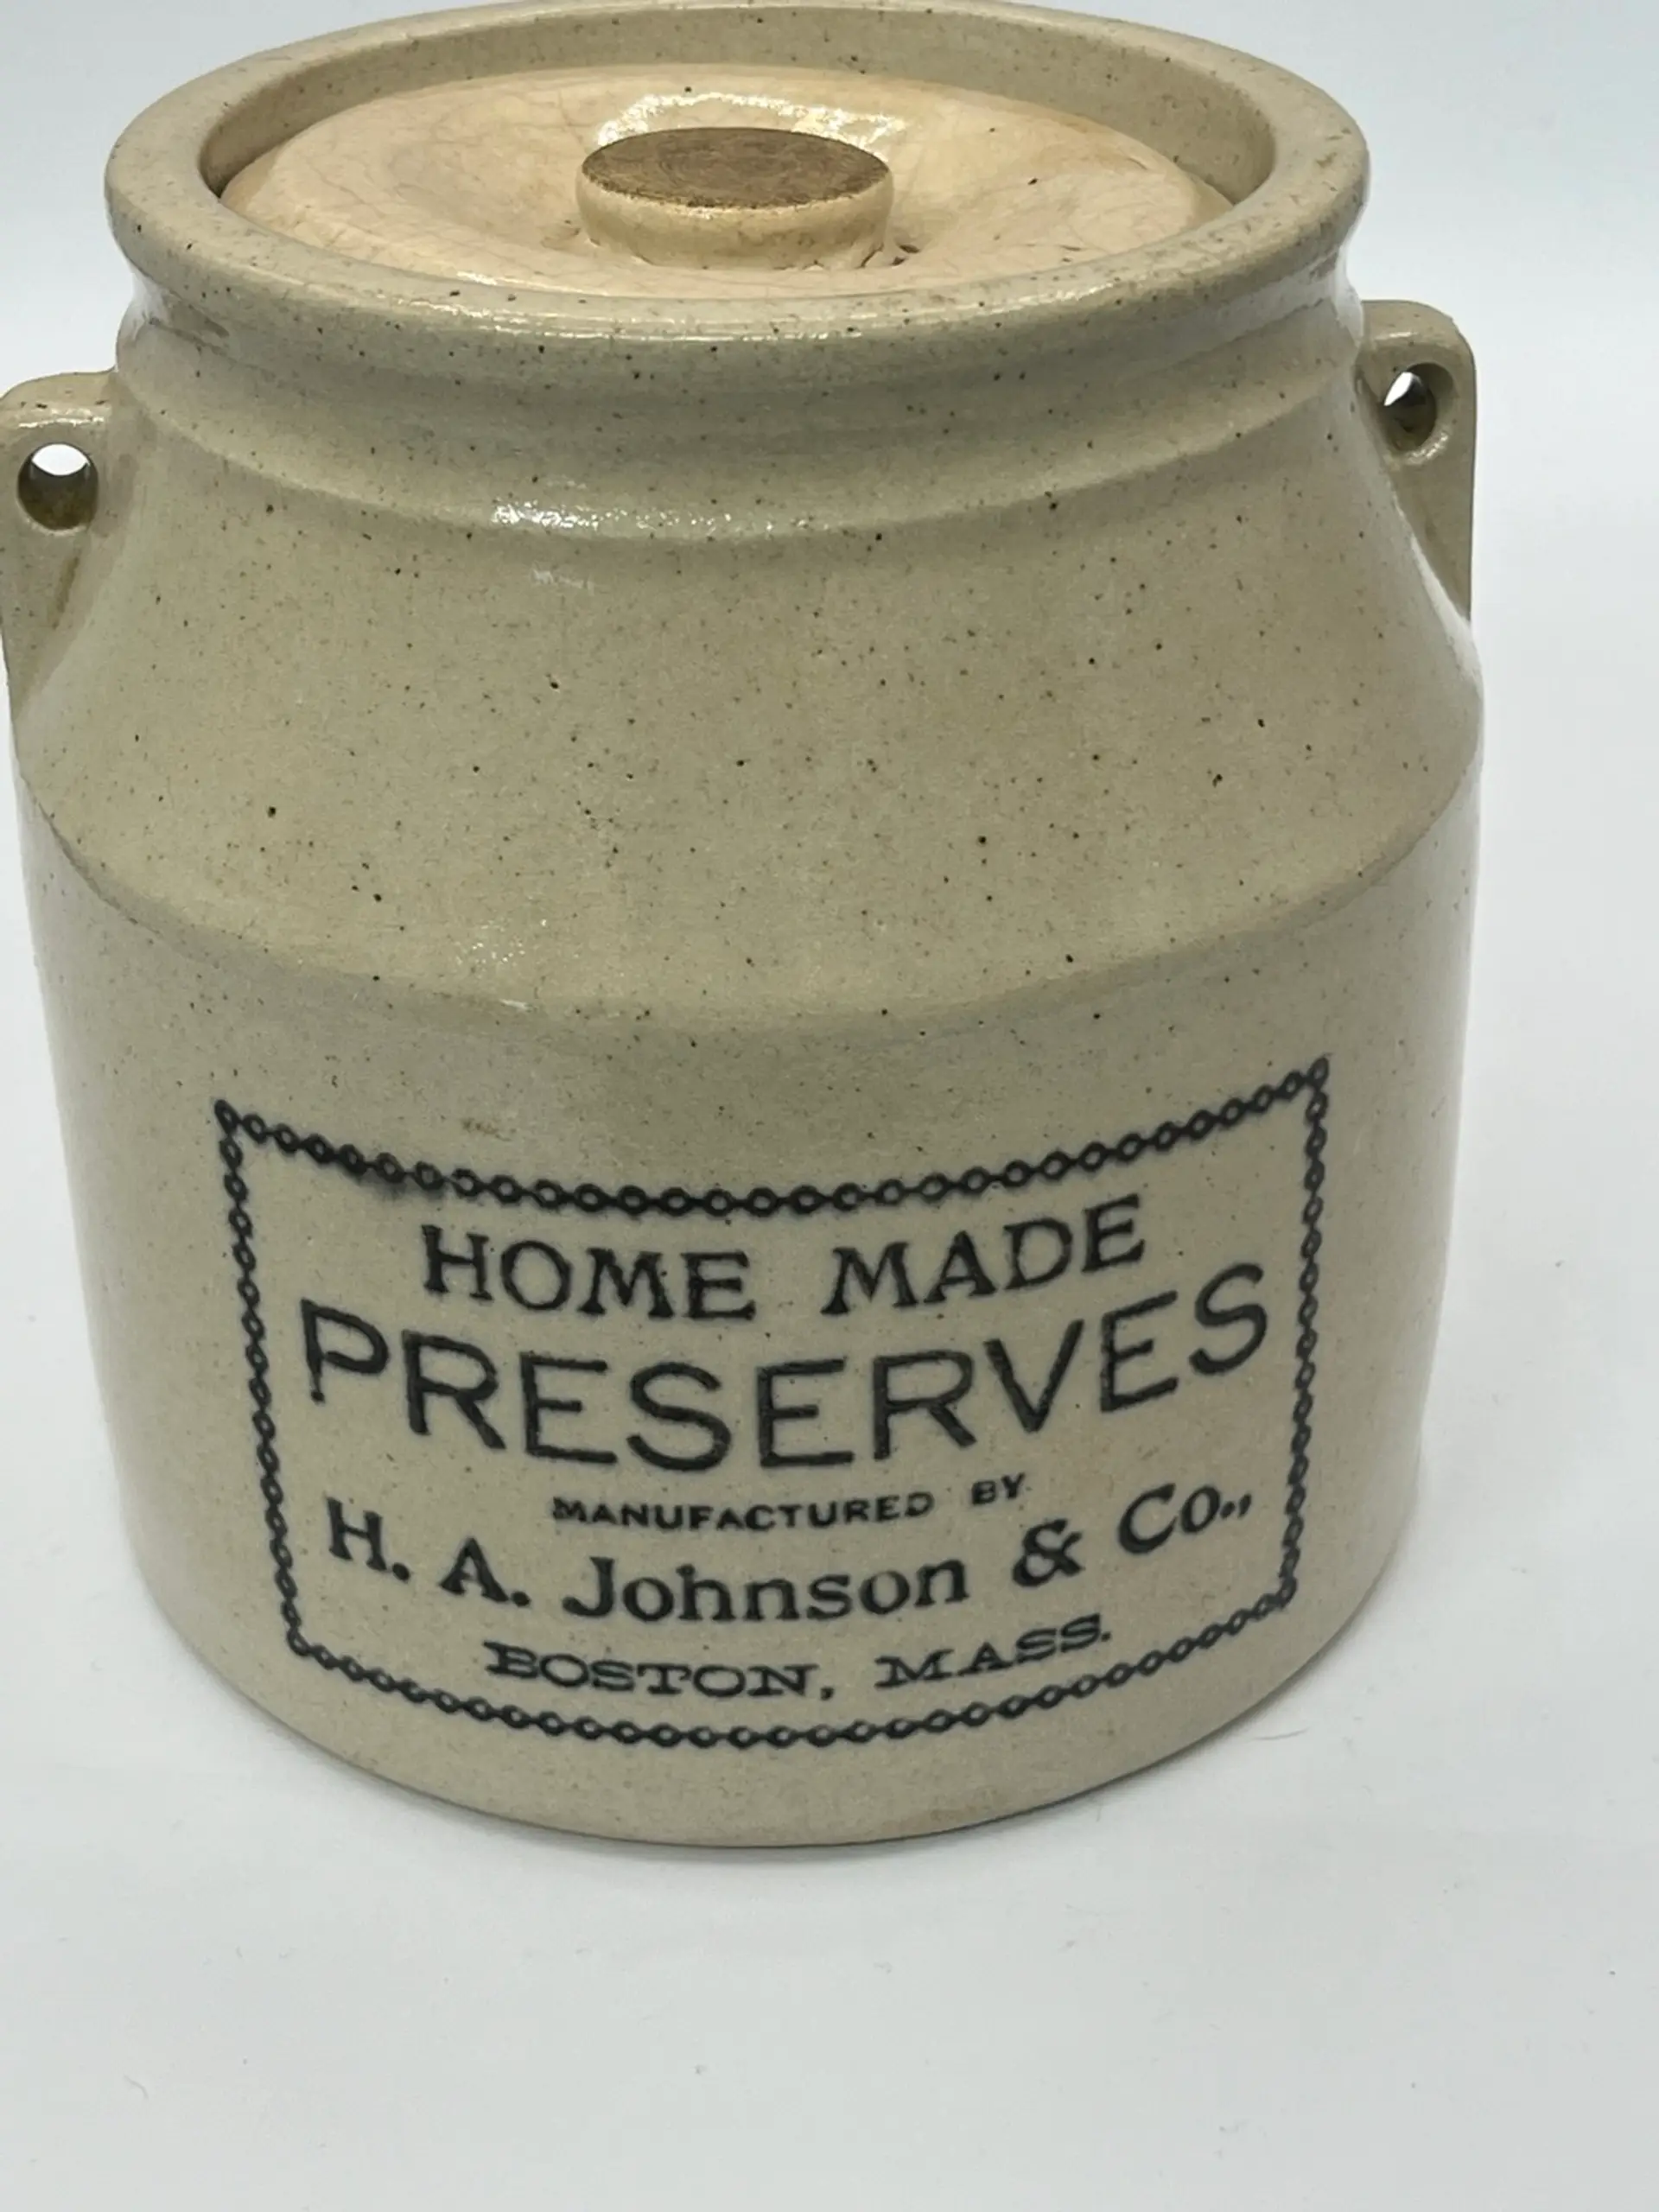 HOME MADE
PRESERVES
MANUFACTURED BY
H. A. Johnson & Co.,
BOSTON, MASS.